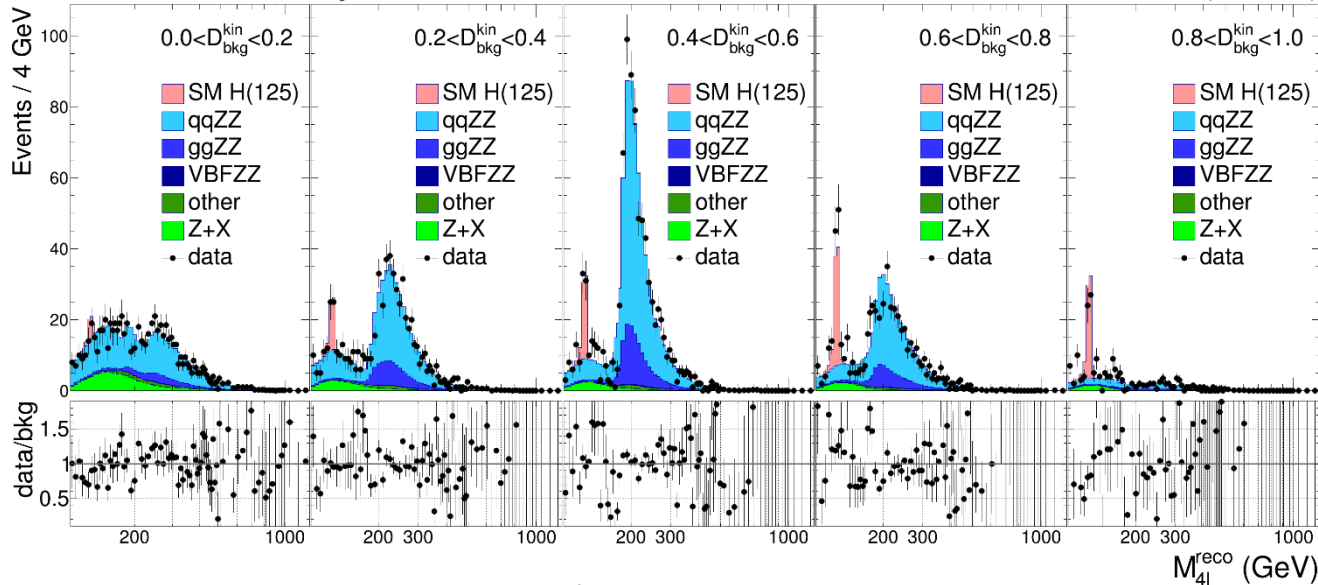 Events / 4 GeV
100
80
60
40
20
0
0.0<D^kin_bkg<0.2
SM H(125)
qqZZ
ggZZ
VBFZZ
other
Z+X
data
0.2<D^kin_bkg<0.4
SM H(125)
qqZZ
ggZZ
VBFZZ
other
Z+X
data
0.4<D^kin_bkg<0.6
SM H(125)
qqZZ
ggZZ
VBFZZ
other
Z+X
data
0.6<D^kin_bkg<0.8
SM H(125)
qqZZ
ggZZ
VBFZZ
other
Z+X
data
0.8<D^kin_bkg<1.0
SM H(125)
qqZZ
ggZZ
VBFZZ
other
Z+X
data
data/bkg
1.5
1
0.5
200 1000
200 300 1000
200 300 1000
200 300 1000
200 300 1000
M^reco_4l (GeV)